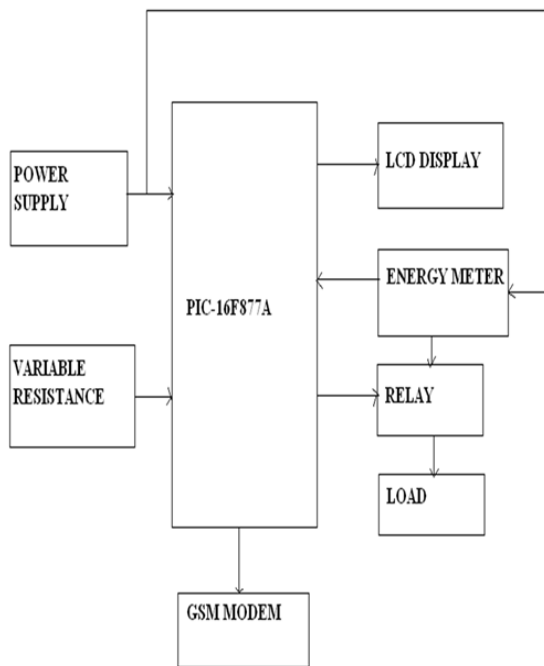 POWER
SUPPLY
LCD DISPLAY
ENERGY METER
PIC-16F877A
VARIABLE
RESISTANCE
RELAY
LOAD
GSM MODEM